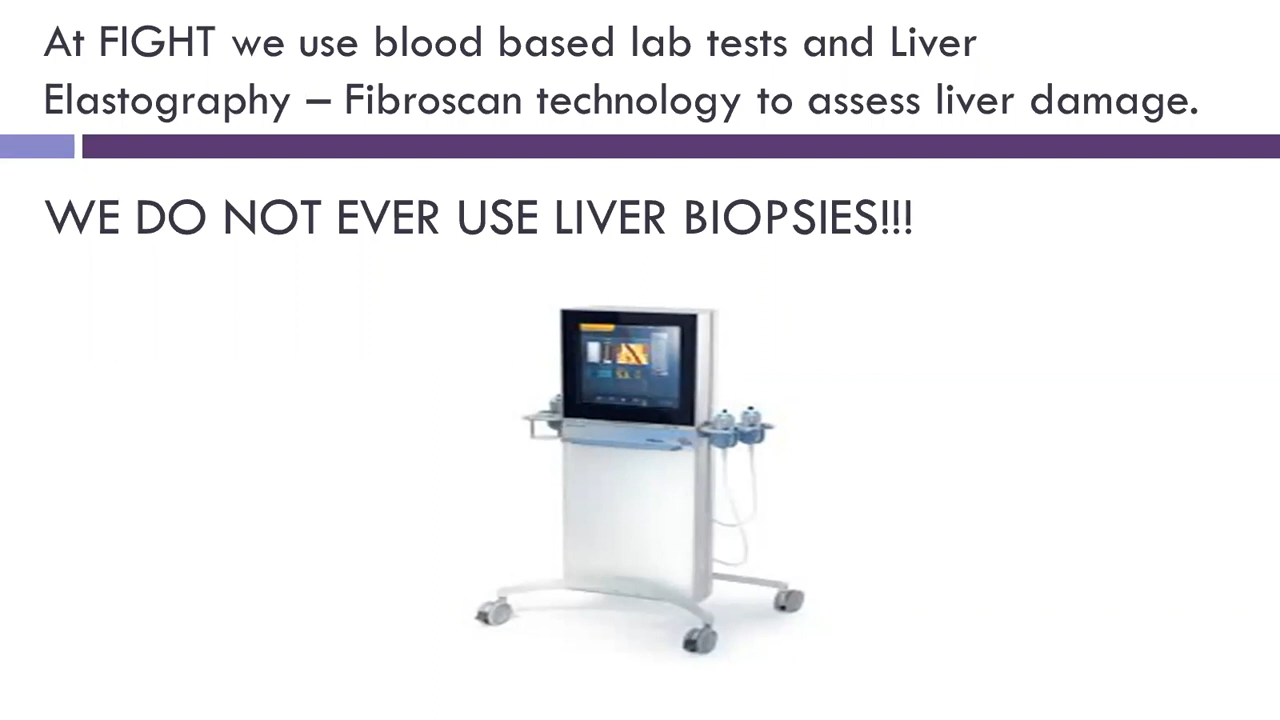 At FIGHT we use blood based lab tests and Liver
Elastography – Fibroscan technology to assess liver damage.
WE DO NOT EVER USE LIVER BIOPSIES!!!